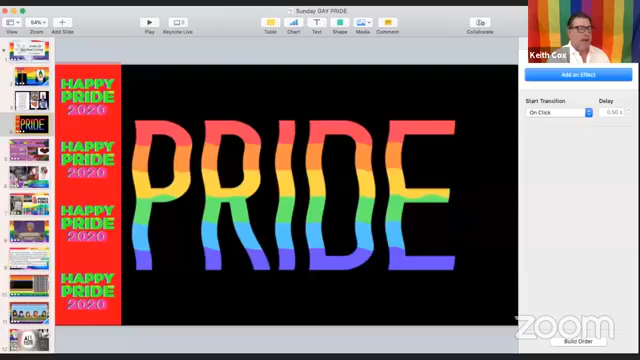 Sunday GAY PRIDE
54%
View
Zoom
Add Slide
Play
Keynote Live
Table
Chart
Text
Shape
Media
Comment
Collaborate
Keith Cox
Add an Effect
Start Transition
Delay
On Click
0.50 s
HAPPY
PRIDE
2020
HAPPY
PRIDE
2020
HAPPY
PRIDE
2020
HAPPY
PRIDE
2020
PRIDE
PRIDE
zoom
Build Order